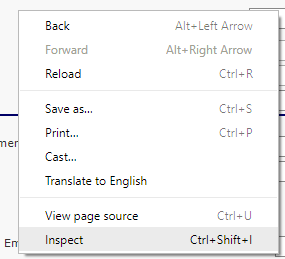 Back Alt+Left Arrow
Forward Alt+Right Arrow
Reload Ctrl+R
Save as... Ctrl+S
Print... Ctrl+P
Cast...
Translate to English
View page source Ctrl+U
Inspect Ctrl+Shift+I